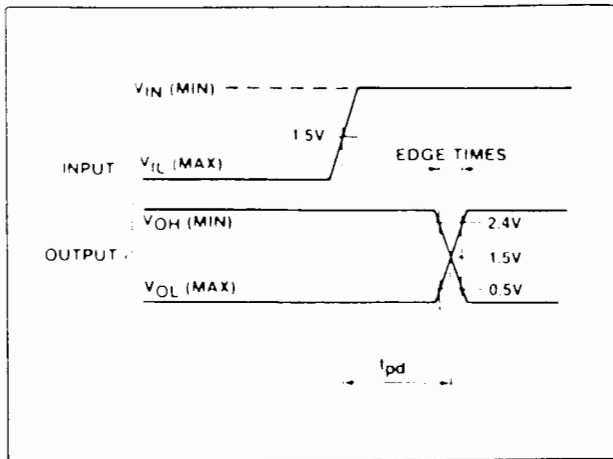 VIN (MIN)
1.5V
EDGE TIMES
INPUT
VIL (MAX)
VOH (MIN)
2.4V
OUTPUT
1.5V
VOL (MAX)
0.5V
tpd